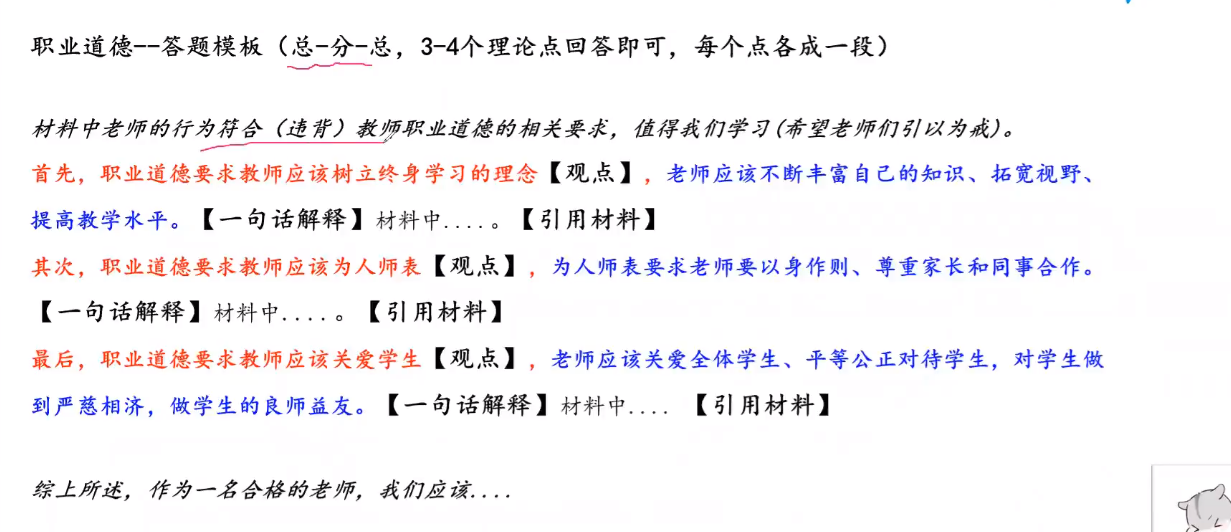 职业道德--答题模板（总-分-总，3-4个理论点回答即可，每个点各成一段）
材料中老师的行为符合（违背）教师职业道德的相关要求，值得我们学习(希望老师们引以为戒)。
首先，职业道德要求教师应该树立终身学习的理念【观点】，老师应该不断丰富自己的知识、拓宽视野、
提高教学水平。【一句话解释】材料中....。【引用材料】
其次，职业道德要求教师应该为人师表【观点】，为人师表要求老师要以身作则、尊重家长和同事合作。
【一句话解释】材料中....。【引用材料】
最后，职业道德要求教师应该关爱学生【观点】，老师应该关爱全体学生、平等公正对待学生，对学生做
到严慈相济，做学生的良师益友。【一句话解释】材料中....【引用材料】
综上所述，作为一名合格的老师，我们应该....